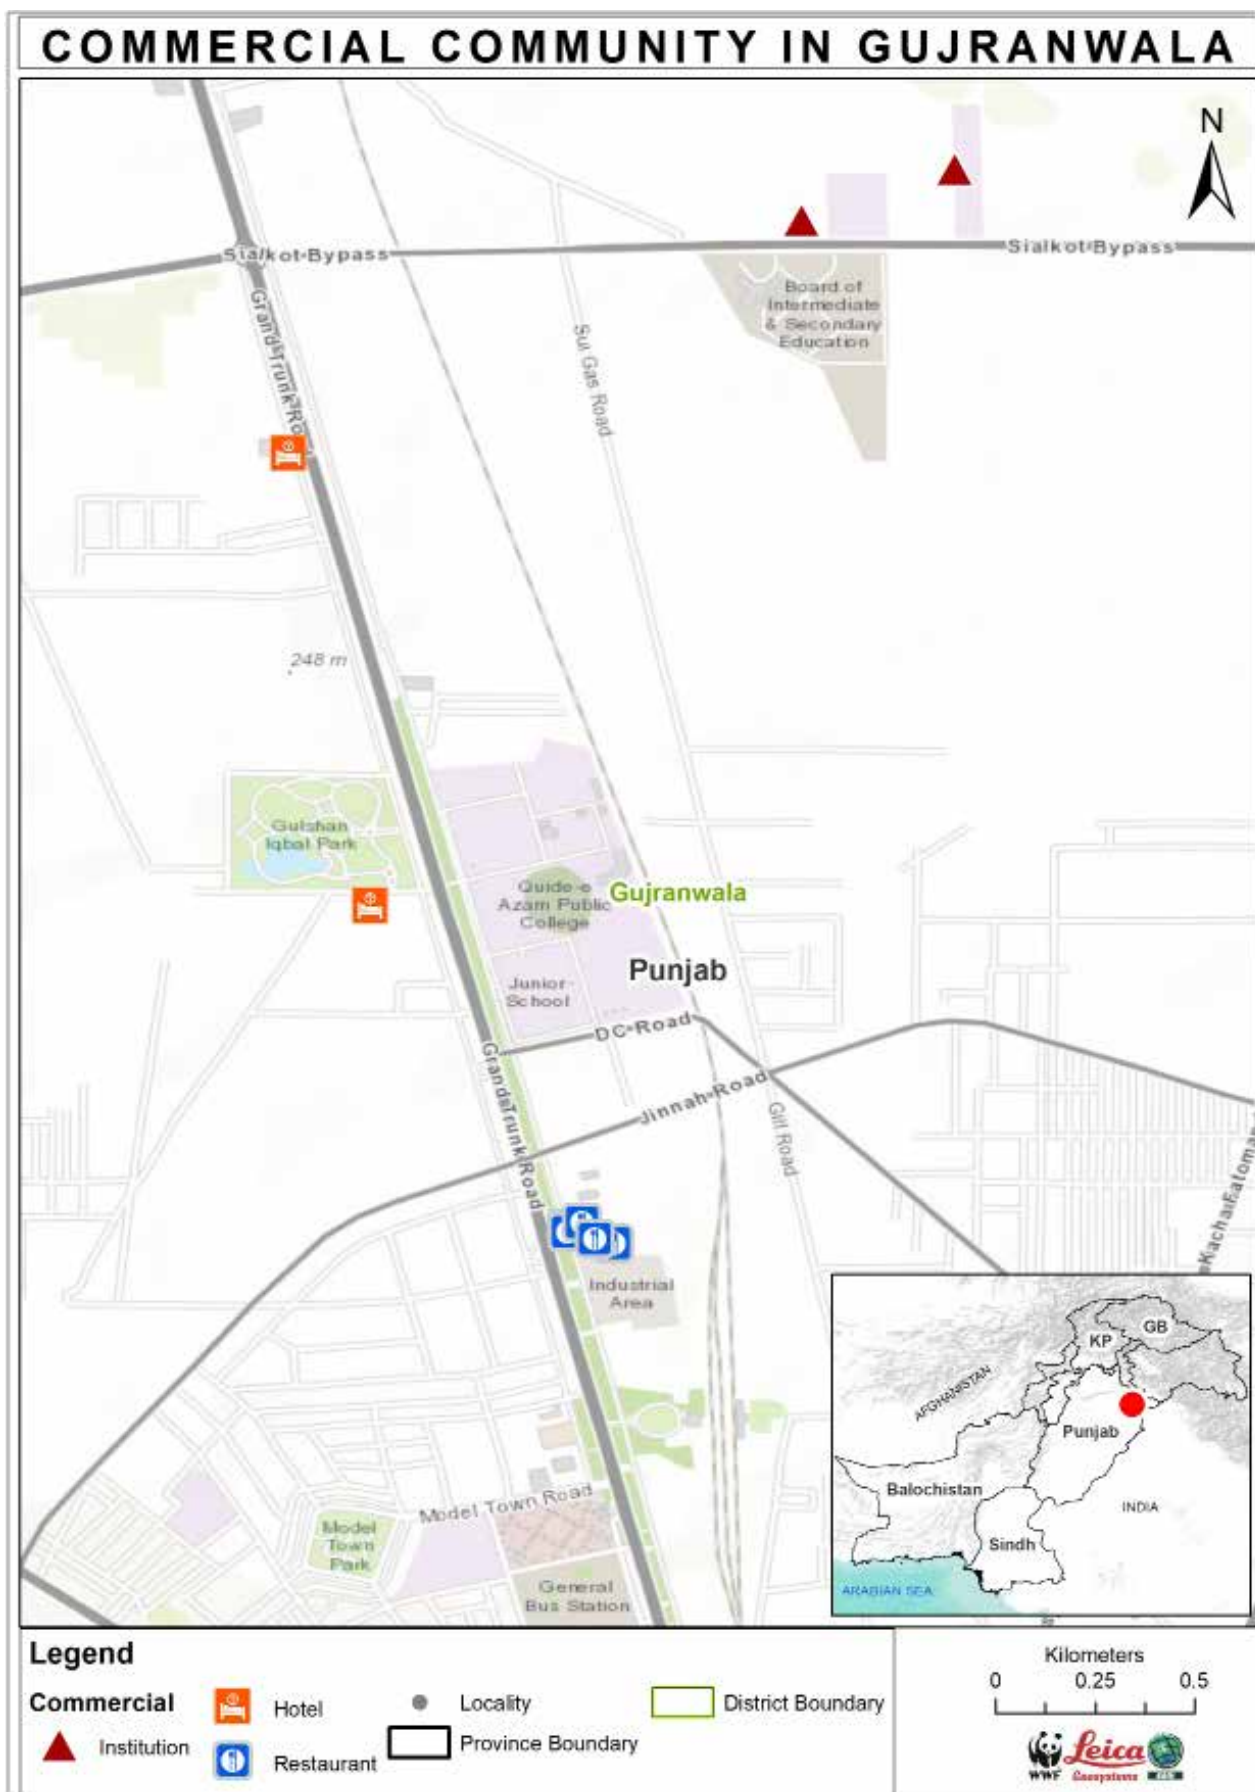 COMMERCIAL COMMUNITY IN GUJRANWALA
N
Sialkot Bypass
Sialkot Bypass
Board of
Intermediate
& Secondary
Education
Grand Trunk Ro
Sui Gas Road
248 m
Gulshan
Iqbal Park
Quide-e
Azam Public
College
Gujranwala
Punjab
Junior
School
DC-Road
Grand Trunk Road
Jinnah-Road
Gill Road
Kacha Eatoman
Industrial
Area
Model Town Road
Model
Town
Park
General
Bus Station
KP
GB
AFGHANISTAN
Punjab
Balochistan
INDIA
Sindh
ARABIAN SEA
Legend
Commercial
Institution
Hotel
Restaurant
Locality
Province Boundary
District Boundary
Kilometers
0 0.25 0.5
WWF
Leica
Geosystems